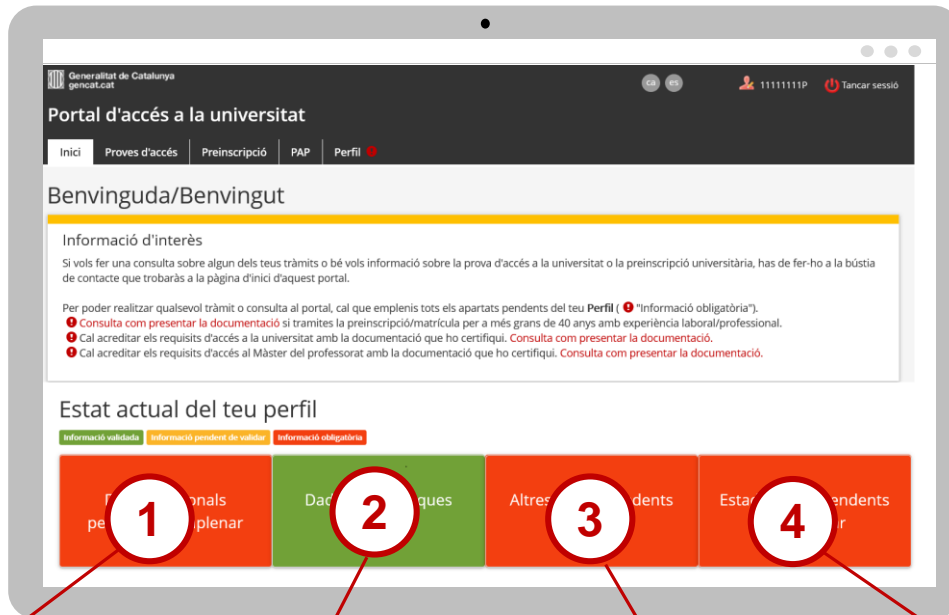 Generalitat de Catalunya
gencat.cat
ca es 11111111P Tancar sessió
Portal d'accés a la universitat
Inici Proves d'accés Preinscripció PAP Perfil
Benvinguda/Benvingut
Informació d'interès
Si vols fer una consulta sobre algun dels teus tràmits o bé vols informació sobre la prova d'accés a la universitat o la preinscripció universitària, has de fer-ho a la bústia
de contacte que trobaràs a la pàgina d'inici d'aquest portal.
Per poder realitzar qualsevol tràmit o consulta al portal, cal que emplenis tots els apartats pendents del teu Perfil ( "Informació obligatòria").
Consulta com presentar la documentació si tramites la preinscripció/matrícula per a més grans de 40 anys amb experiència laboral/professional.
Cal acreditar els requisits d'accés a la universitat amb la documentació que ho certifiqui. Consulta com presentar la documentació.
Cal acreditar els requisits d'accés al Màster del professorat amb la documentació que ho certifiqui. Consulta com presentar la documentació.
Estat actual del teu perfil
Informació validada Informació pendent de validar Informació obligatòria
1 2 3 4
Altres